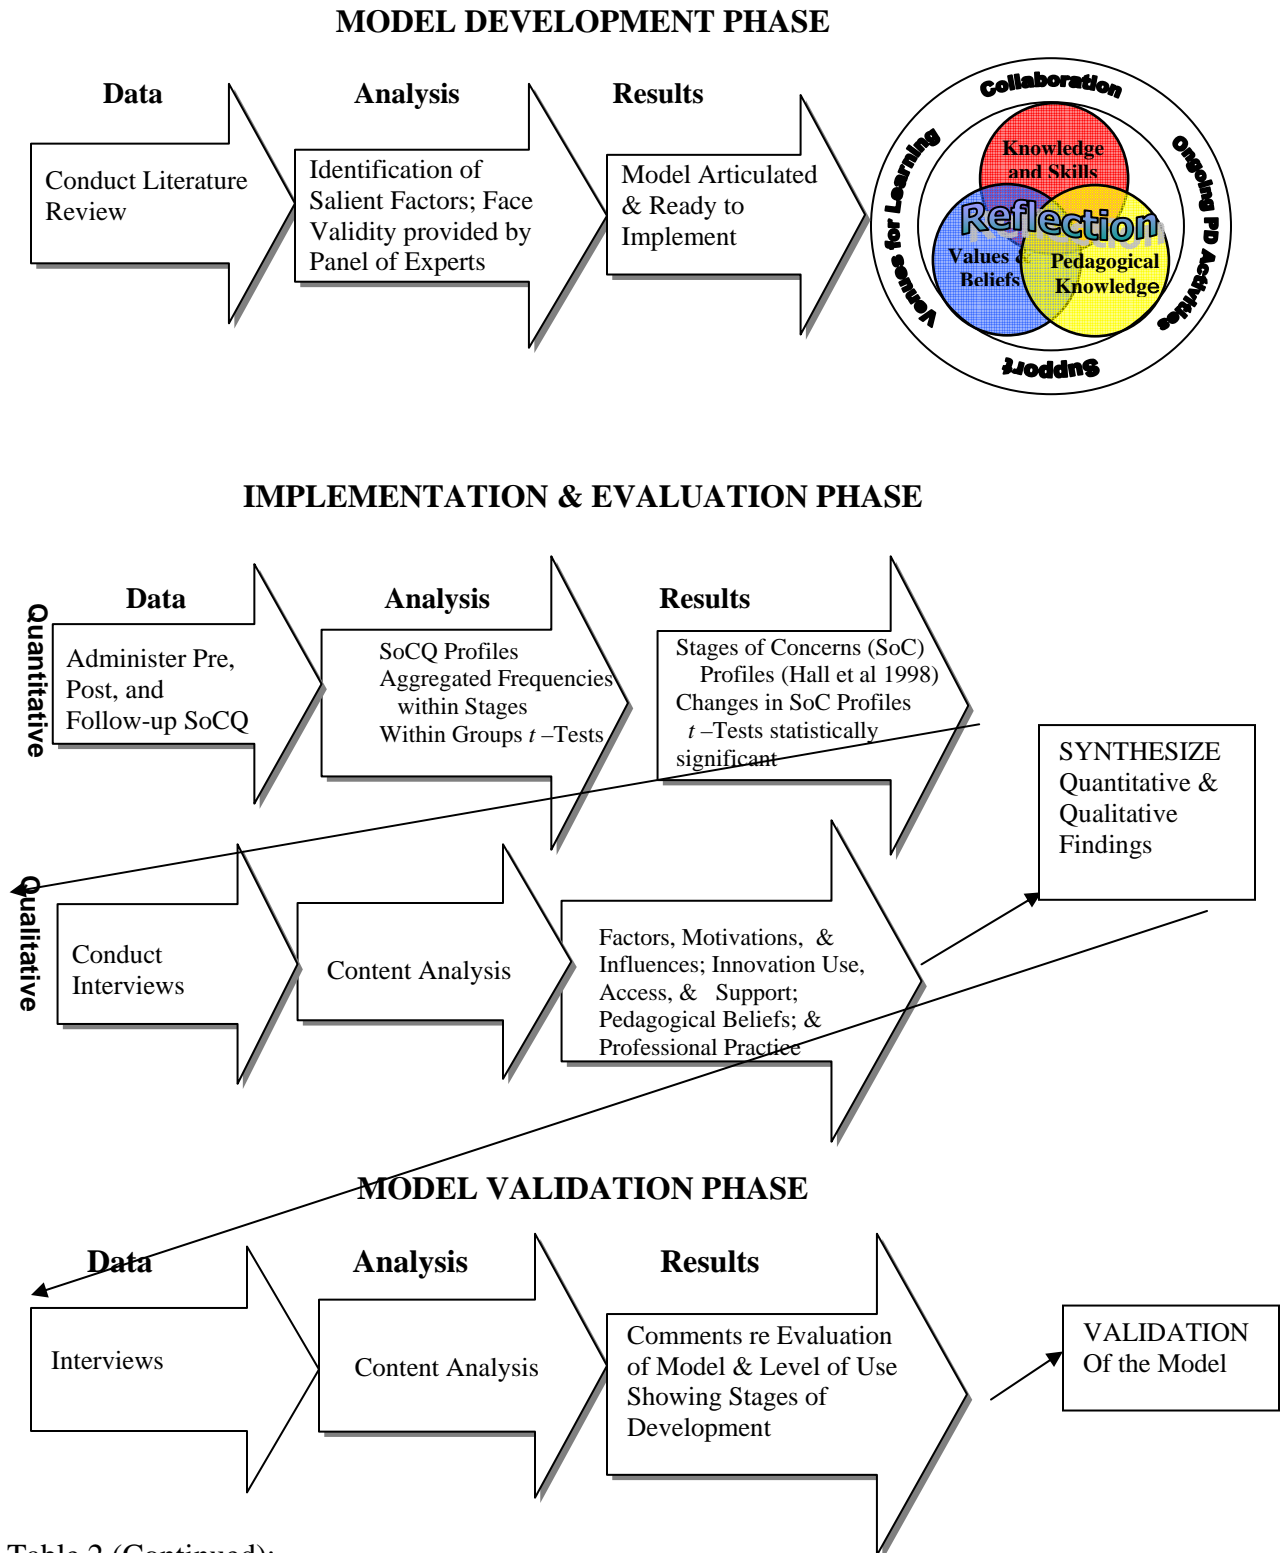 MODEL DEVELOPMENT PHASE
Data
Analysis
Results
Conduct Literature
Review
Identification of
Salient Factors; Face
Validity provided by
Panel of Experts
Model Articulated
& Ready to
Implement
Collaboration
Venues for Learning
Ongoing PD Activities
Support
Knowledge
and Skills
Reflection
Values &
Beliefs
Pedagogical
Knowledge
IMPLEMENTATION & EVALUATION PHASE
Quantitative
Data
Analysis
Results
Administer Pre,
Post, and
Follow-up SoCQ
SoCQ Profiles
Aggregated Frequencies
within Stages
Within Groups t –Tests
Stages of Concerns (SoC)
Profiles (Hall et al 1998)
Changes in SoC Profiles
t –Tests statistically
significant
SYNTHESIZE
Quantitative &
Qualitative
Findings
Qualitative
Conduct
Interviews
Content Analysis
Factors, Motivations, &
Influences; Innovation Use,
Access, & Support;
Pedagogical Beliefs; &
Professional Practice
MODEL VALIDATION PHASE
Data
Analysis
Results
Interviews
Content Analysis
Comments re Evaluation
of Model & Level of Use
Showing Stages of
Development
VALIDATION
Of the Model
Table 2 (Continued):